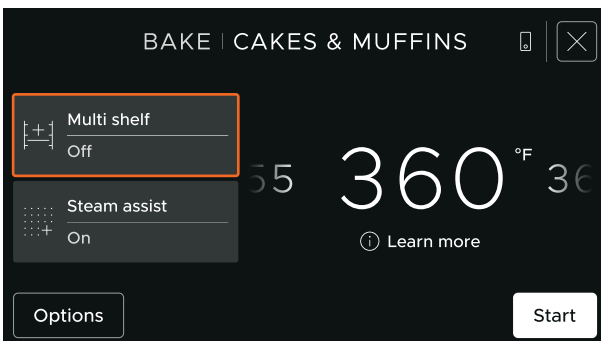 BAKE | CAKES & MUFFINS
Multi shelf
Off
55 360 °F 36
Steam assist
On
Learn more
Options
Start